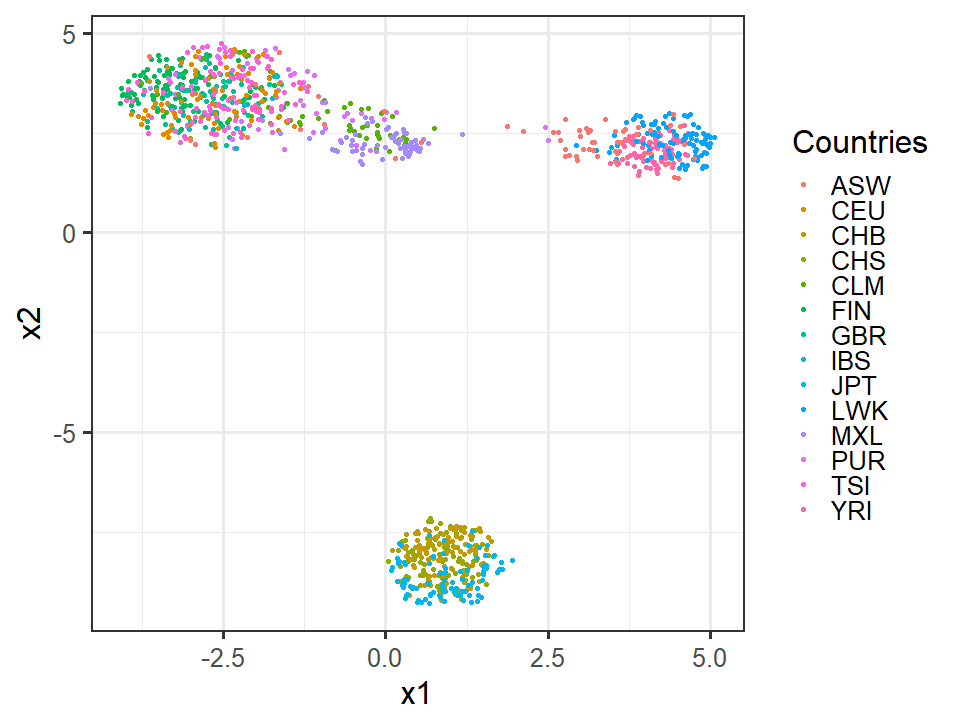 5
0
-5
-2.5
0.0
2.5
5.0
x1
x2
Countries
ASW
CEU
CHB
CHS
CLM
FIN
GBR
IBS
JPT
LWK
MXL
PUR
TSI
YRI